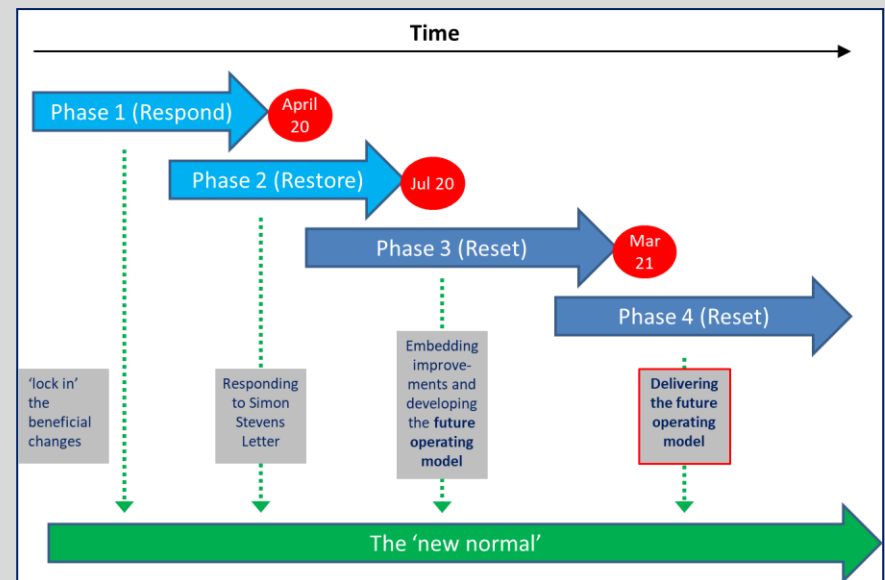 Time
Phase 1 (Respond)
April
20
Phase 2 (Restore)
Jul 20
Phase 3 (Reset)
Mar
21
Phase 4 (Reset)
'lock in'
the
beneficial
changes
Responding
to Simon
Stevens
Letter
Embedding
improve-
ments and
developing
the future
operating
model
Delivering
the future
operating
model
The 'new normal'